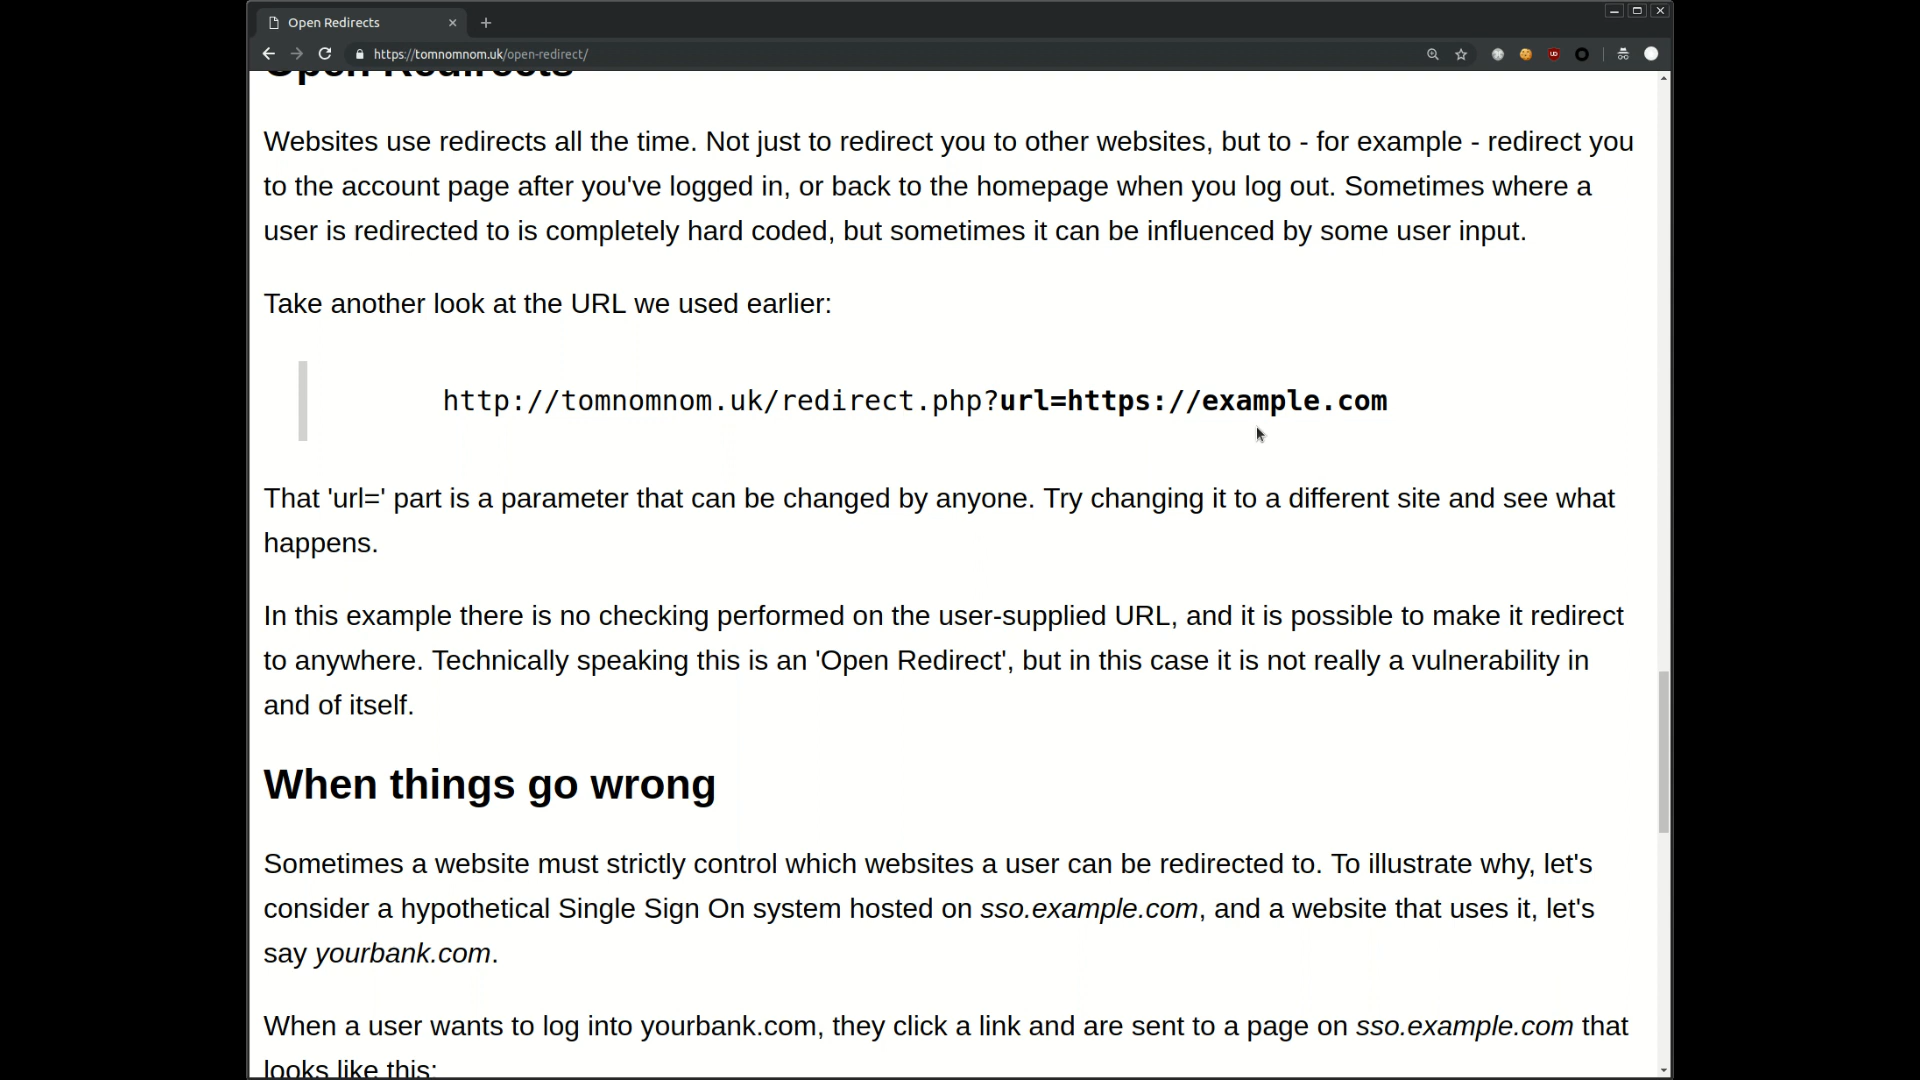 Open Redirects
https://tomnomnom.uk/open-redirect/
Open Redirects
Websites use redirects all the time. Not just to redirect you to other websites, but to - for example - redirect you
to the account page after you've logged in, or back to the homepage when you log out. Sometimes where a
user is redirected to is completely hard coded, but sometimes it can be influenced by some user input.
Take another look at the URL we used earlier:
http://tomnomnom.uk/redirect.php?url=https://example.com
That 'url=' part is a parameter that can be changed by anyone. Try changing it to a different site and see what
happens.
In this example there is no checking performed on the user-supplied URL, and it is possible to make it redirect
to anywhere. Technically speaking this is an 'Open Redirect', but in this case it is not really a vulnerability in
and of itself.
When things go wrong
Sometimes a website must strictly control which websites a user can be redirected to. To illustrate why, let's
consider a hypothetical Single Sign On system hosted on sso.example.com, and a website that uses it, let's
say yourbank.com.
When a user wants to log into yourbank.com, they click a link and are sent to a page on sso.example.com that
looks like this: